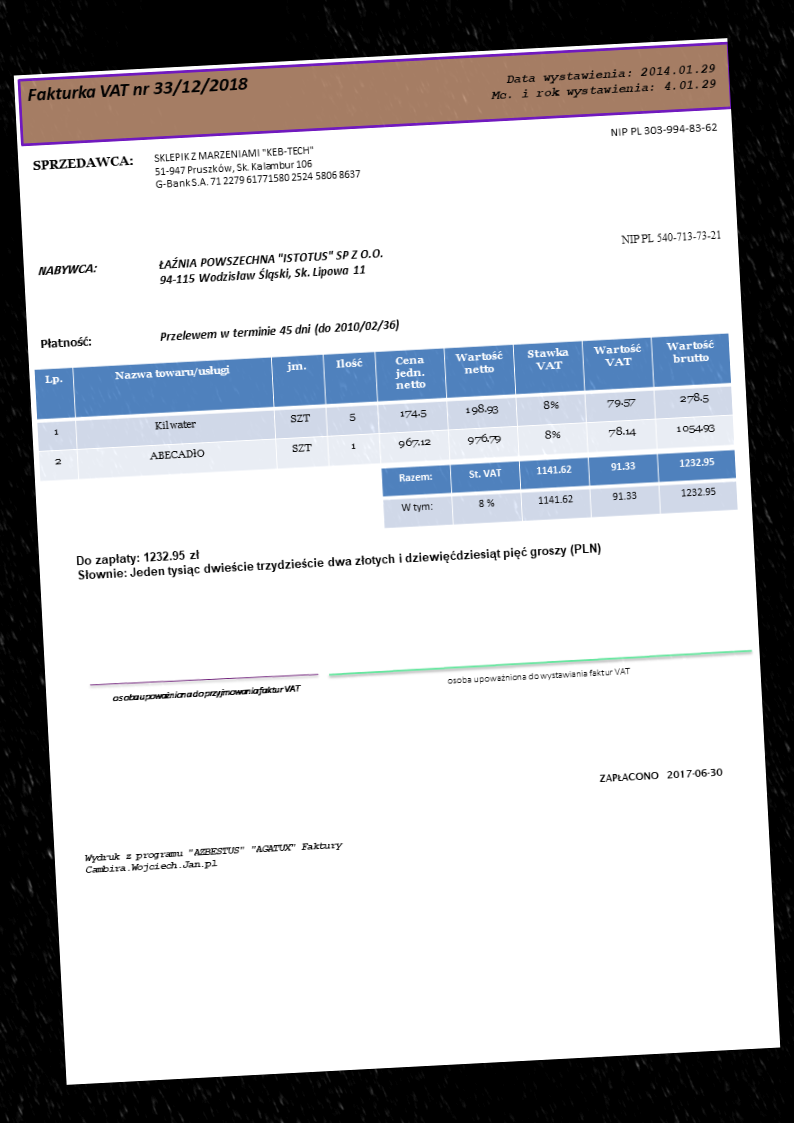 Fakturka VAT nr 33/12/2018
Data wystawienia: 2014.01.29
Mc. i rok wystawienia: 4.01.29
NIP PL 303-994-83-62
SPRZEDAWCA:
SKLEPIK Z MARZENIAMI "KEB-TECH"
51-947 Pruszków, Sk. Kalambur 106
G-Bank S.A. 71 2279 61771580 2524 5806 8637
NIP PL 540-713-73-21
NABYWCA:
ŁAŹNIA POWSZECHNA "ISTOTUS" SP Z O.O.
94-115 Wodzisław Śląski, Sk. Lipowa 11
Płatność: Przelewem w terminie 45 dni (do 2010/02/36)
Lp. Nazwa towaru/usługi jm. Ilość Cena jedn. netto Wartość netto Stawka VAT Wartość VAT Wartość brutto
1 Kilwater SZT 5 174.5 198.93 8% 79.57 278.5
2 ABECADłO SZT 1 967.12 976.79 8% 78.14 1054.93
Razem: St. VAT 1141.62 91.33 1232.95
W tym: 8 % 1141.62 91.33 1232.95
Do zapłaty: 1232.95 zł
Słownie: Jeden tysiąc dwieście trzydzieście dwa złotych i dziewięćdziesiąt pięć groszy (PLN)
osoba upoważniona do przyjmowania faktur VAT
osoba upoważniona do wystawiania faktur VAT
ZAPŁACONO 2017-06-30
Wydruk z programu "AZBESTUS" "AGATUX" Faktury
Cambira.Wojciech.Jan.pl